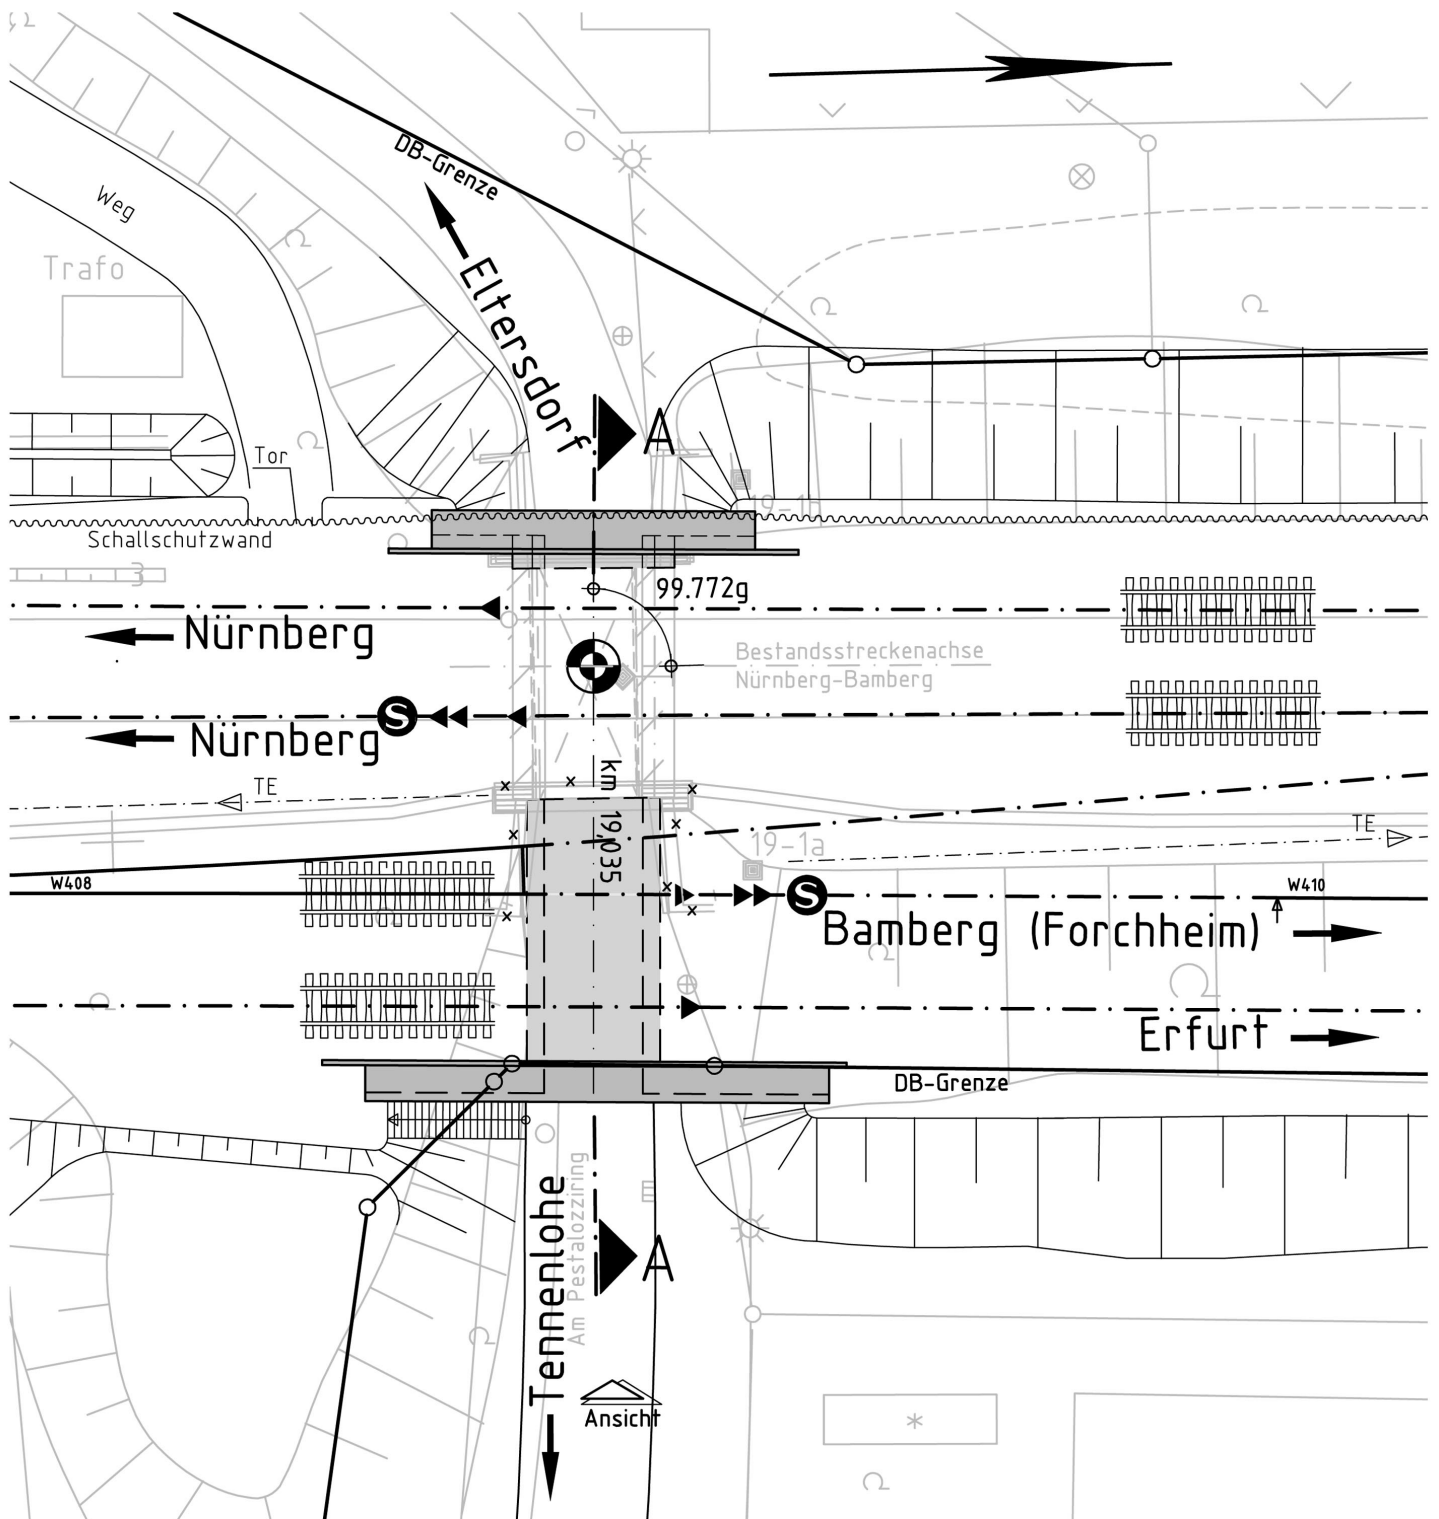 DB-Grenze
Weg
Trafo
Eltersdorf
A
Tor
19-1b
Schallschutzwand
99.772g
Nürnberg
Bestandsstreckenachse
Nürnberg-Bamberg
S
Nürnberg
km 19,035
TE
TE
19-1a
W408
S
W410
Bamberg (Forchheim)
Erfurt
DB-Grenze
Tennenlohe
Am Pestalozziring
A
Ansicht